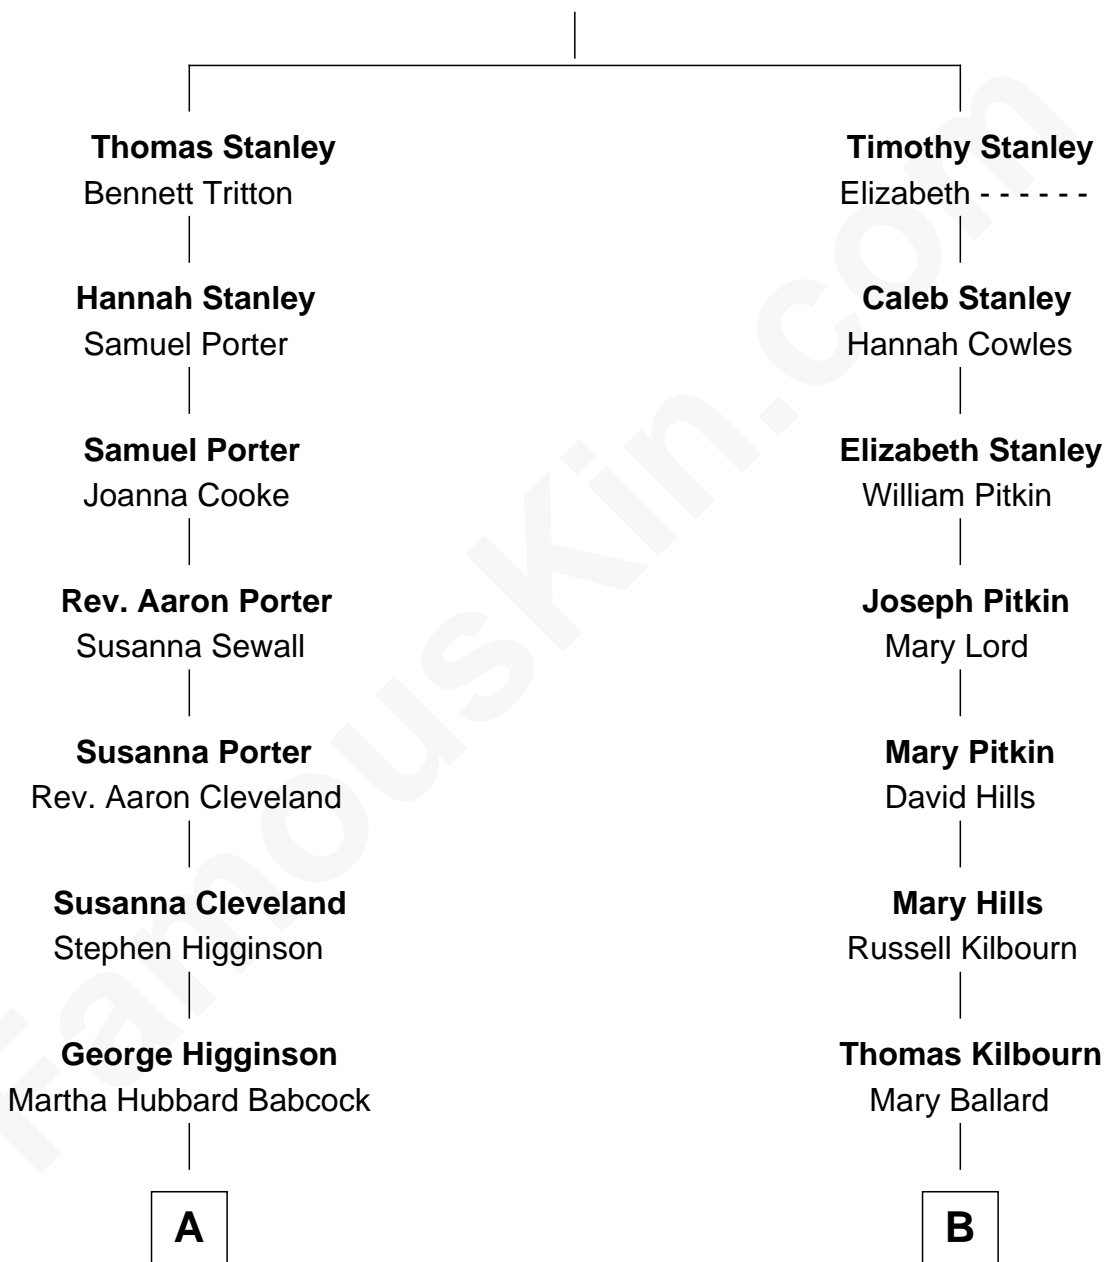 Thomas Stanley
Bennett Tritton
Hannah Stanley
Samuel Porter
Samuel Porter
Joanna Cooke
Rev. Aaron Porter
Susanna Sewall
Susanna Porter
Rev. Aaron Cleveland
Susanna Cleveland
Stephen Higginson
George Higginson
Martha Hubbard Babcock
A
Timothy Stanley
Elizabeth - - - - - -
Caleb Stanley
Hannah Cowles
Elizabeth Stanley
William Pitkin
Joseph Pitkin
Mary Lord
Mary Pitkin
David Hills
Mary Hills
Russell Kilbourn
Thomas Kilbourn
Mary Ballard
B
FamousKin.com